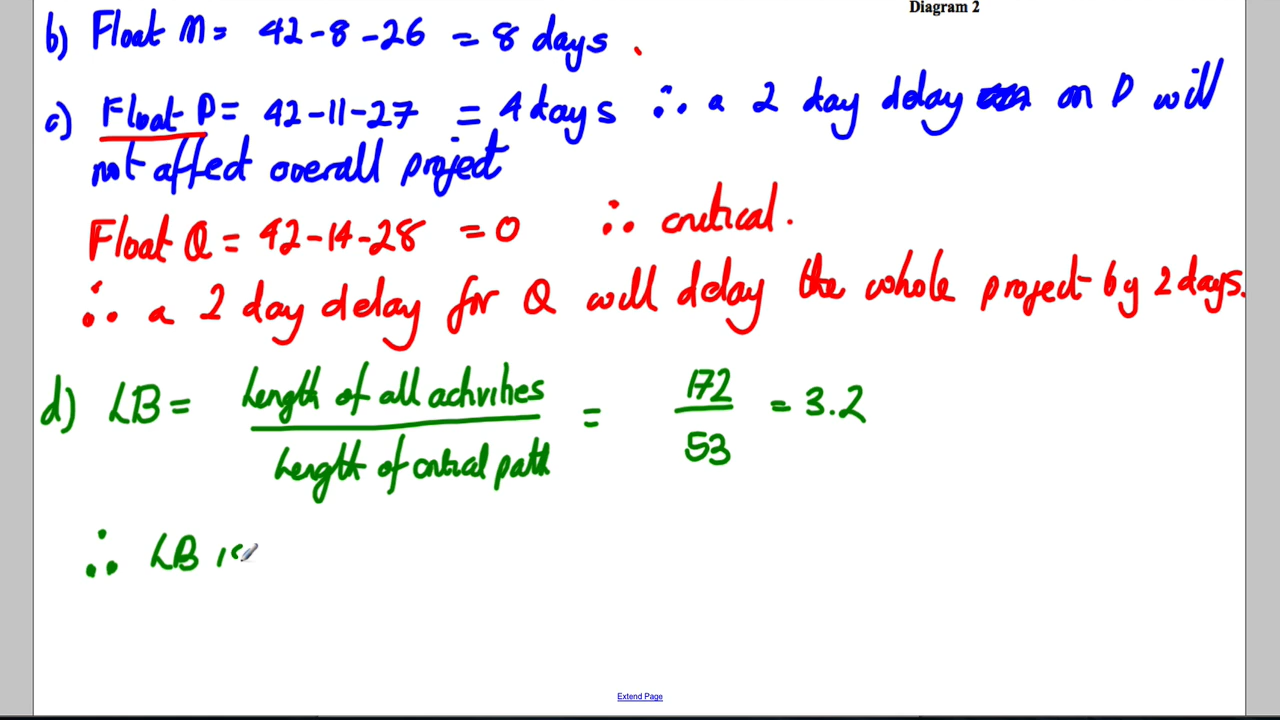 Diagram 2
b) Float M = 42-8-26 = 8 days.
c) Float P = 42-11-27 = 4 days ∴ a 2 day delay on P will
not affect overall project
Float Q = 42-14-28 = 0 ∴ critical.
∴ a 2 day delay for Q will delay the whole project by 2 days.
d) LB = Length of all activities / Length of critical path = 172 / 53 = 3.2
∴ LB is
Extend Page